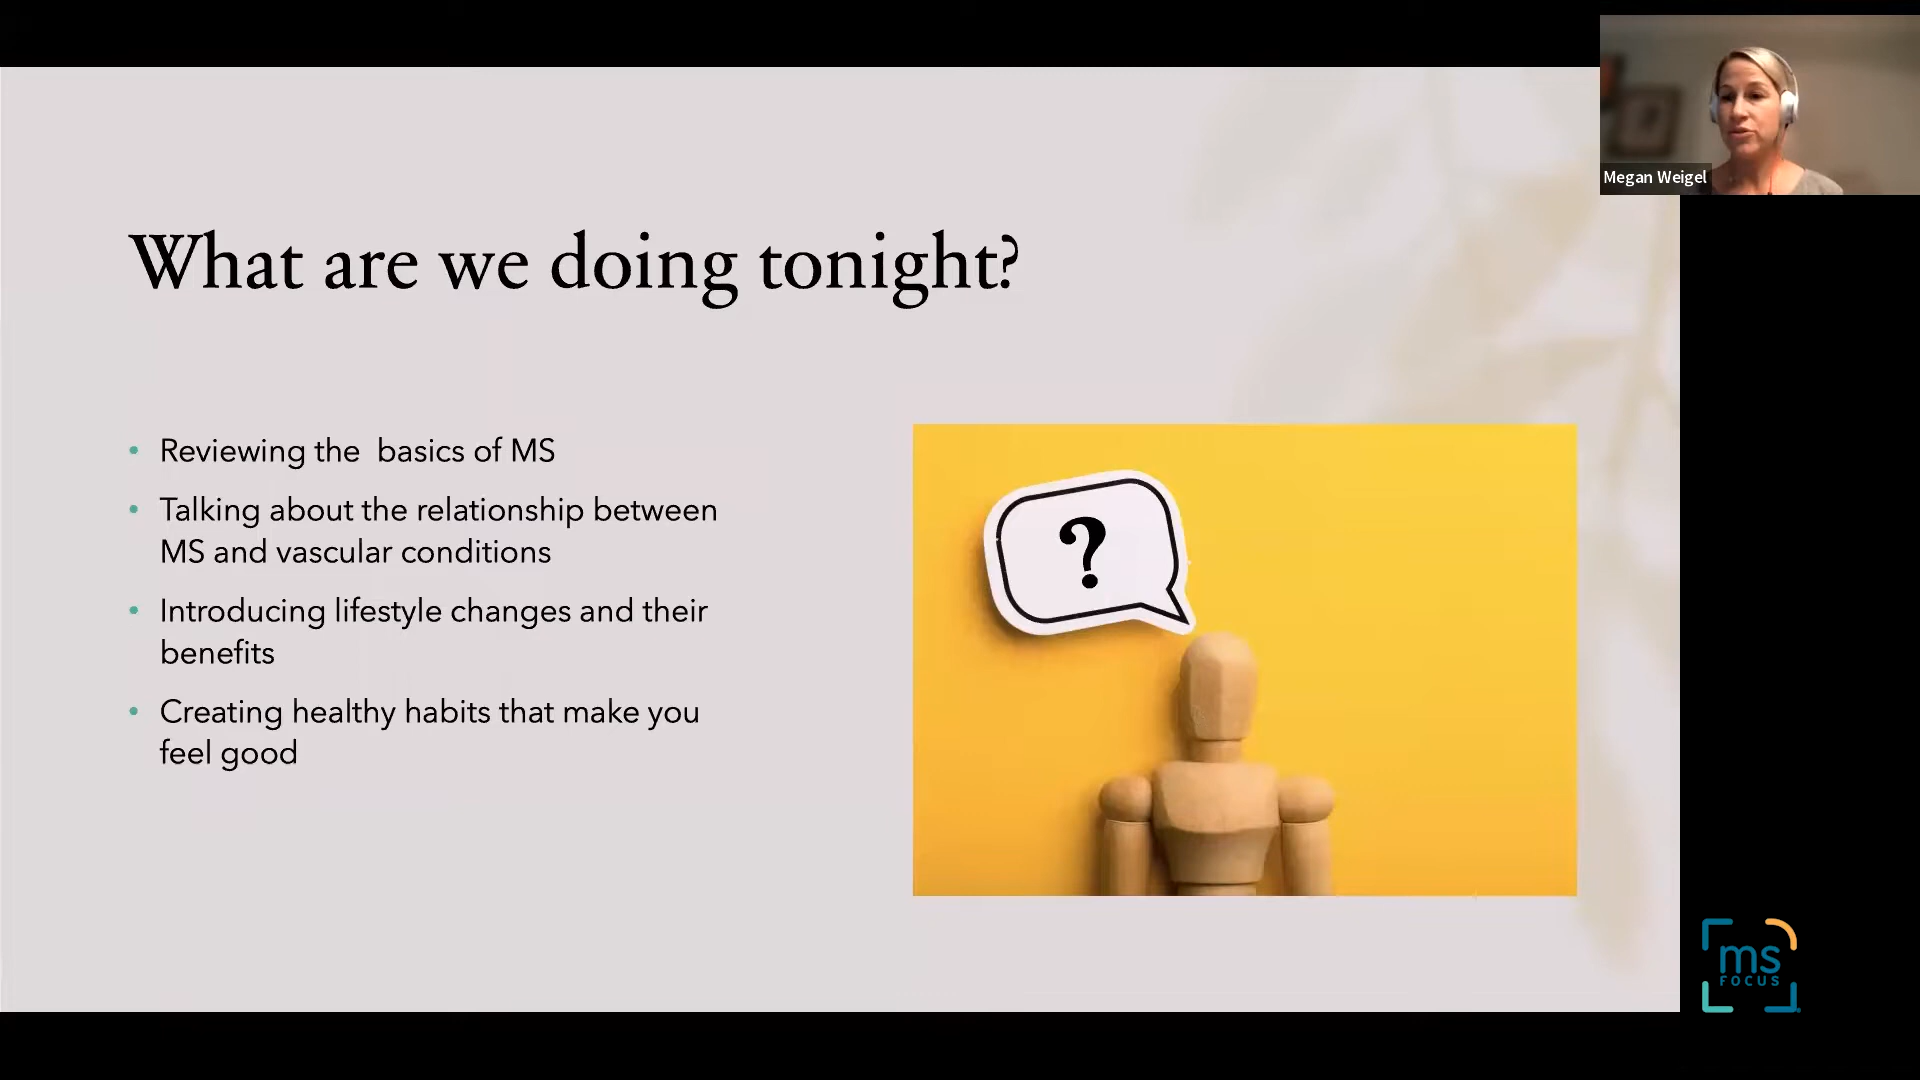 Megan Weigel
What are we doing tonight?
• Reviewing the  basics of MS
• Talking about the relationship between
MS and vascular conditions
• Introducing lifestyle changes and their
benefits
• Creating healthy habits that make you
feel good
?
ms
FOCUS